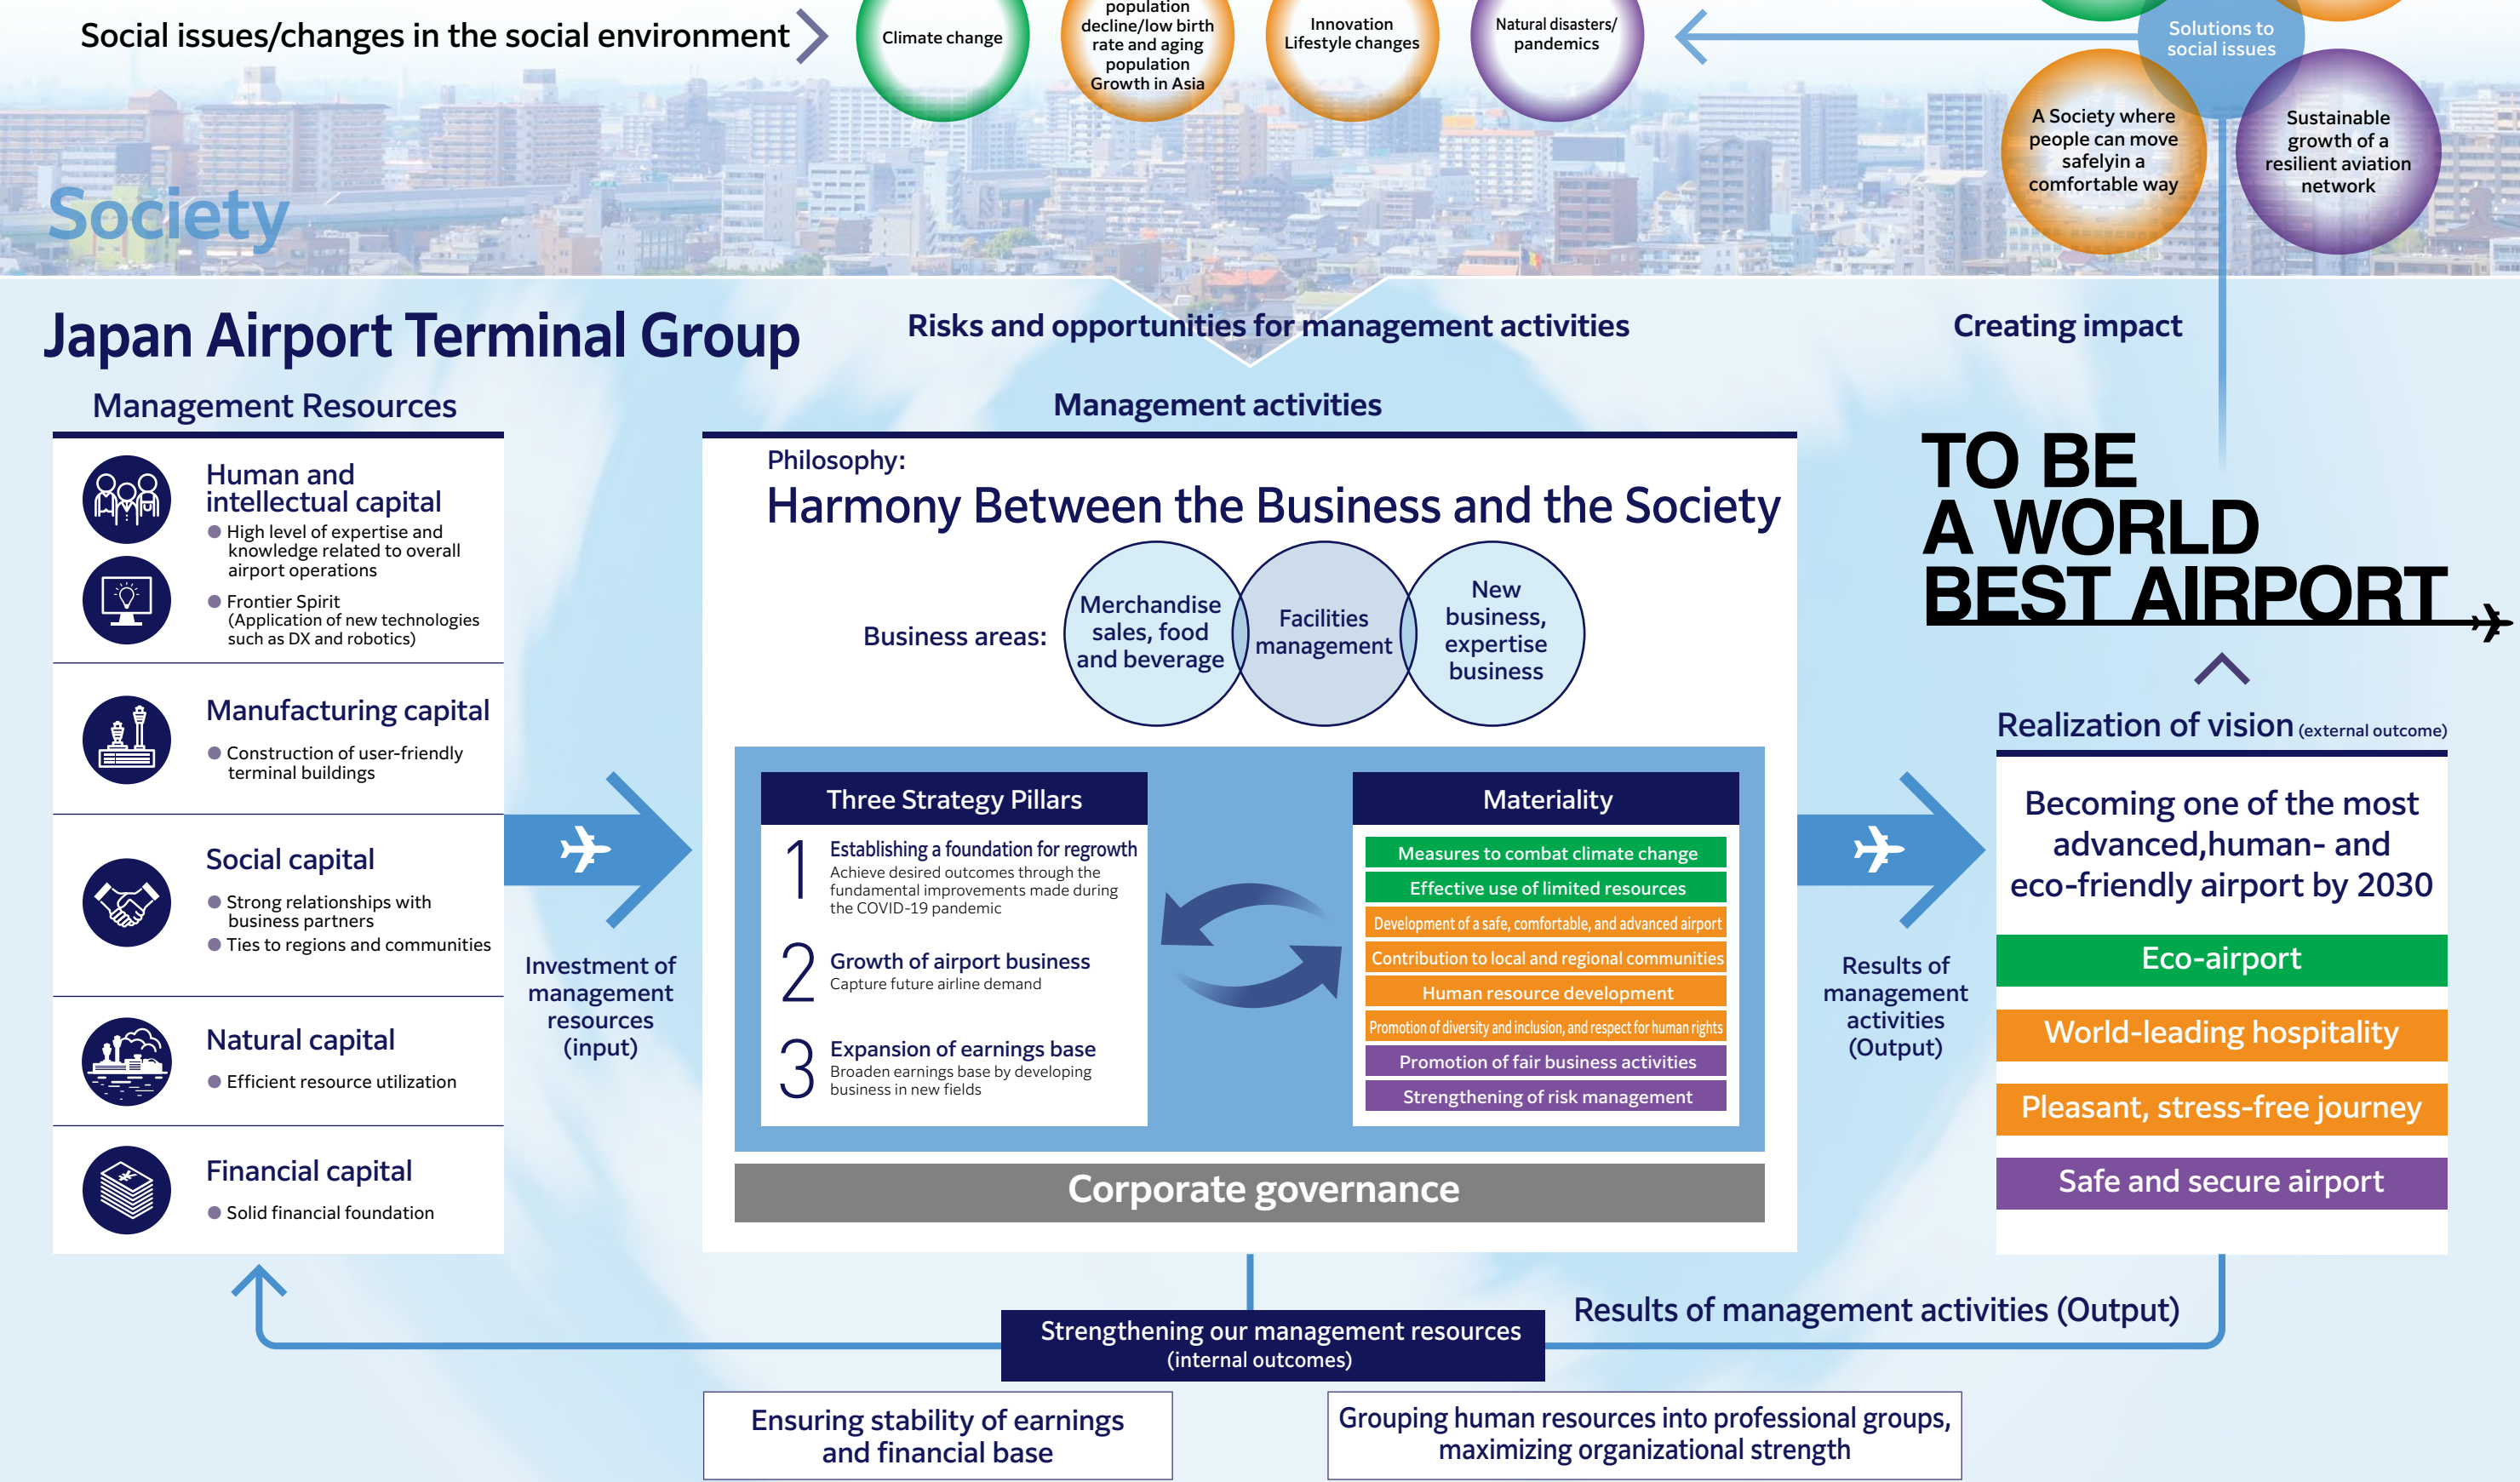 Social issues/changes in the social environment
Climate change
population
decline/low birth
rate and aging
population
Growth in Asia
Innovation
Lifestyle changes
Natural disasters/
pandemics
Solutions to
social issues
A Society where
people can move
safelyin a
comfortable way
Sustainable
growth of a
resilient aviation
network
Society
Japan Airport Terminal Group
Risks and opportunities for management activities
Creating impact
Management Resources
Human and
intellectual capital
● High level of expertise and
knowledge related to overall
airport operations
● Frontier Spirit
(Application of new technologies
such as DX and robotics)
Manufacturing capital
● Construction of user-friendly
terminal buildings
Social capital
● Strong relationships with
business partners
● Ties to regions and communities
Natural capital
● Efficient resource utilization
Financial capital
● Solid financial foundation
Investment of
management
resources
(input)
Management activities
Philosophy:
Harmony Between the Business and the Society
Business areas:
Merchandise
sales, food
and beverage
Facilities
management
New
business,
expertise
business
Three Strategy Pillars
1 Establishing a foundation for regrowth
Achieve desired outcomes through the
fundamental improvements made during
the COVID-19 pandemic
2 Growth of airport business
Capture future airline demand
3 Expansion of earnings base
Broaden earnings base by developing
business in new fields
Materiality
Measures to combat climate change
Effective use of limited resources
Development of a safe, comfortable, and advanced airport
Contribution to local and regional communities
Human resource development
Promotion of diversity and inclusion, and respect for human rights
Promotion of fair business activities
Strengthening of risk management
Corporate governance
Results of
management
activities
(Output)
TO BE
A WORLD
BEST AIRPORT
Realization of vision (external outcome)
Becoming one of the most
advanced,human- and
eco-friendly airport by 2030
Eco-airport
World-leading hospitality
Pleasant, stress-free journey
Safe and secure airport
Results of management activities (Output)
Strengthening our management resources
(internal outcomes)
Ensuring stability of earnings
and financial base
Grouping human resources into professional groups,
maximizing organizational strength